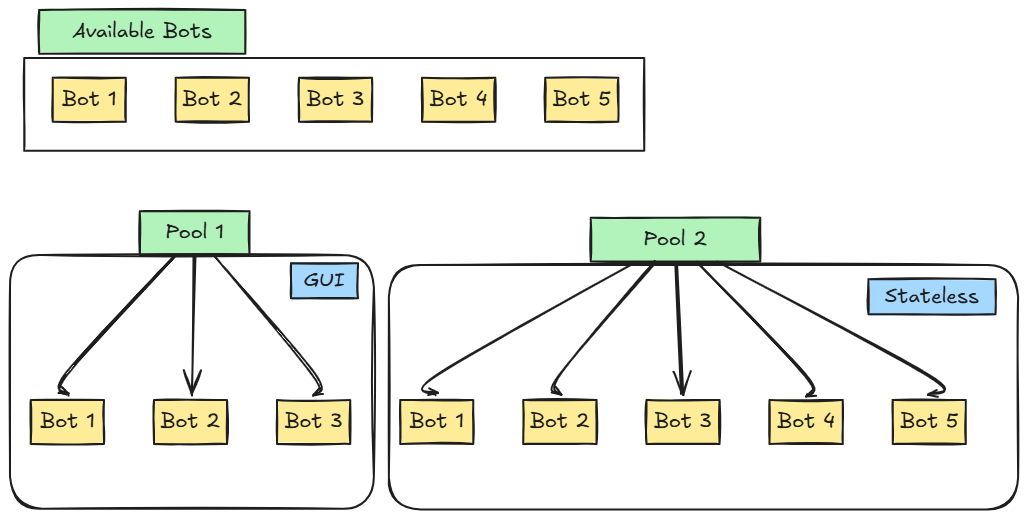 Available Bots
Bot 1
Bot 2
Bot 3
Bot 4
Bot 5
Pool 1
GUI
Bot 1
Bot 2
Bot 3
Pool 2
Stateless
Bot 1
Bot 2
Bot 3
Bot 4
Bot 5